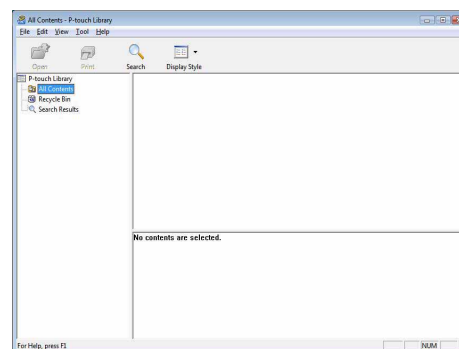 All Contents - P-touch Library
File Edit View Tool Help
Open Print Search Display Style
P-touch Library
All Contents
Recycle Bin
Search Results
No contents are selected.
For Help, press F1 NUM